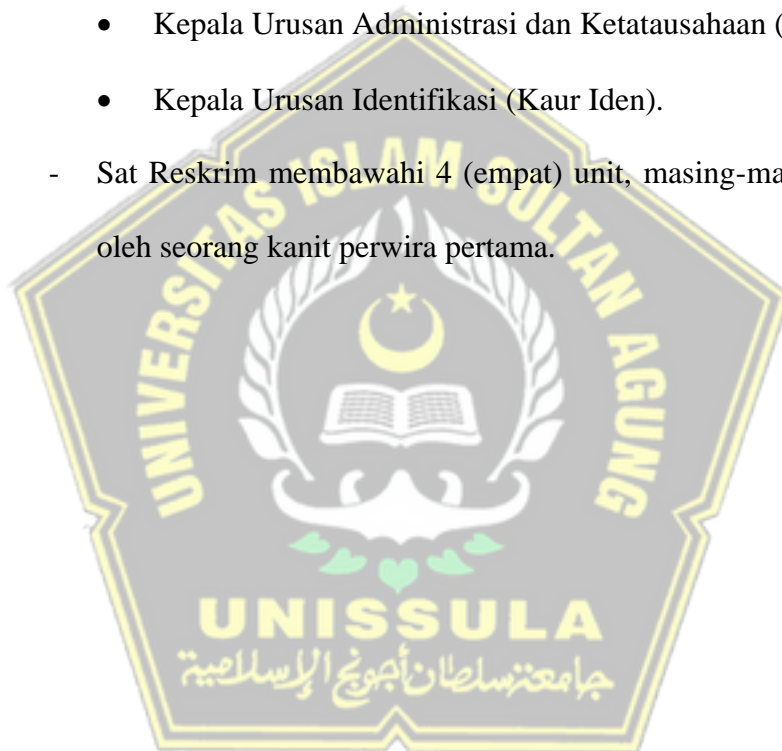 • Kepala Urusan Administrasi dan Ketatausahaan (
• Kepala Urusan Identifikasi (Kaur Iden).
- Sat Reskrim membawahi 4 (empat) unit, masing-ma
oleh seorang kanit perwira pertama.
UNIVERSITAS ISLAM SULTAN AGUNG
UNISSULA
جامعة سلطان أجونج الإسلامية